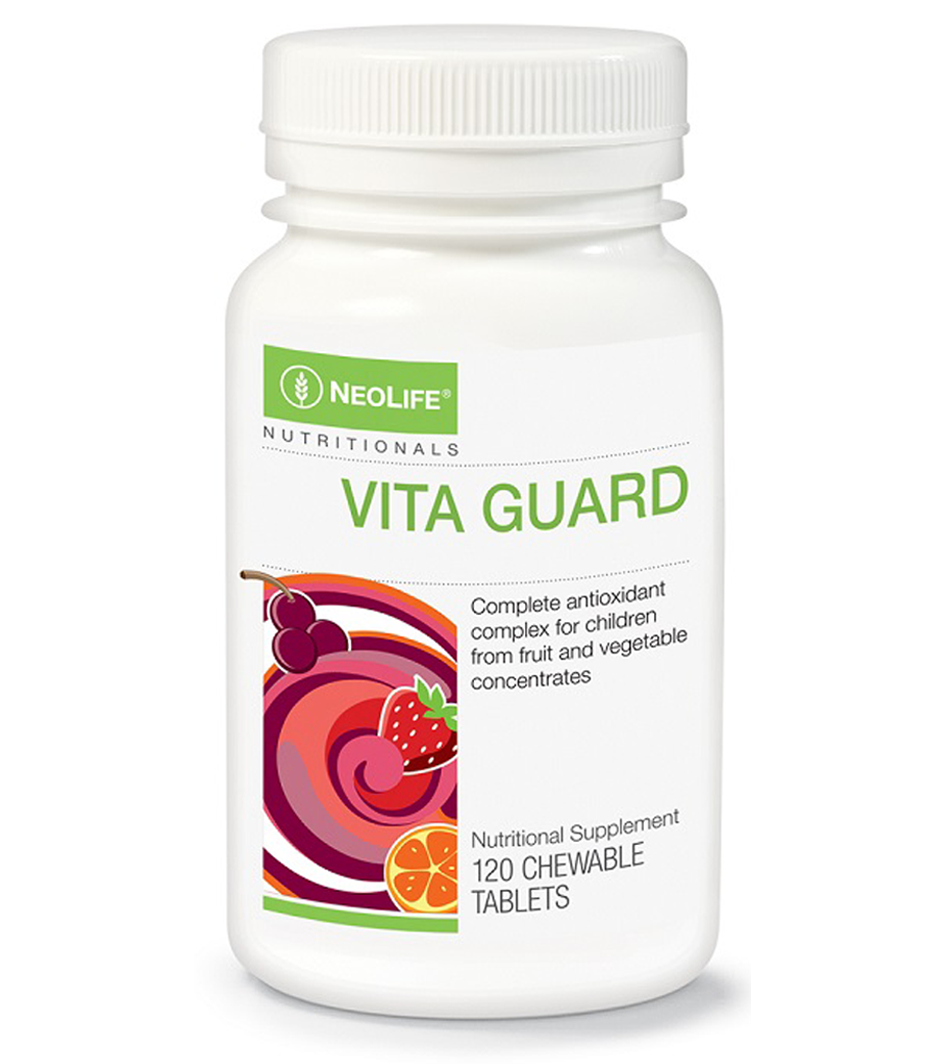 NEOLIFE®
NUTRITIONALS
VITA GUARD
Complete antioxidant
complex for children
from fruit and vegetable
concentrates
Nutritional Supplement
120 CHEWABLE
TABLETS